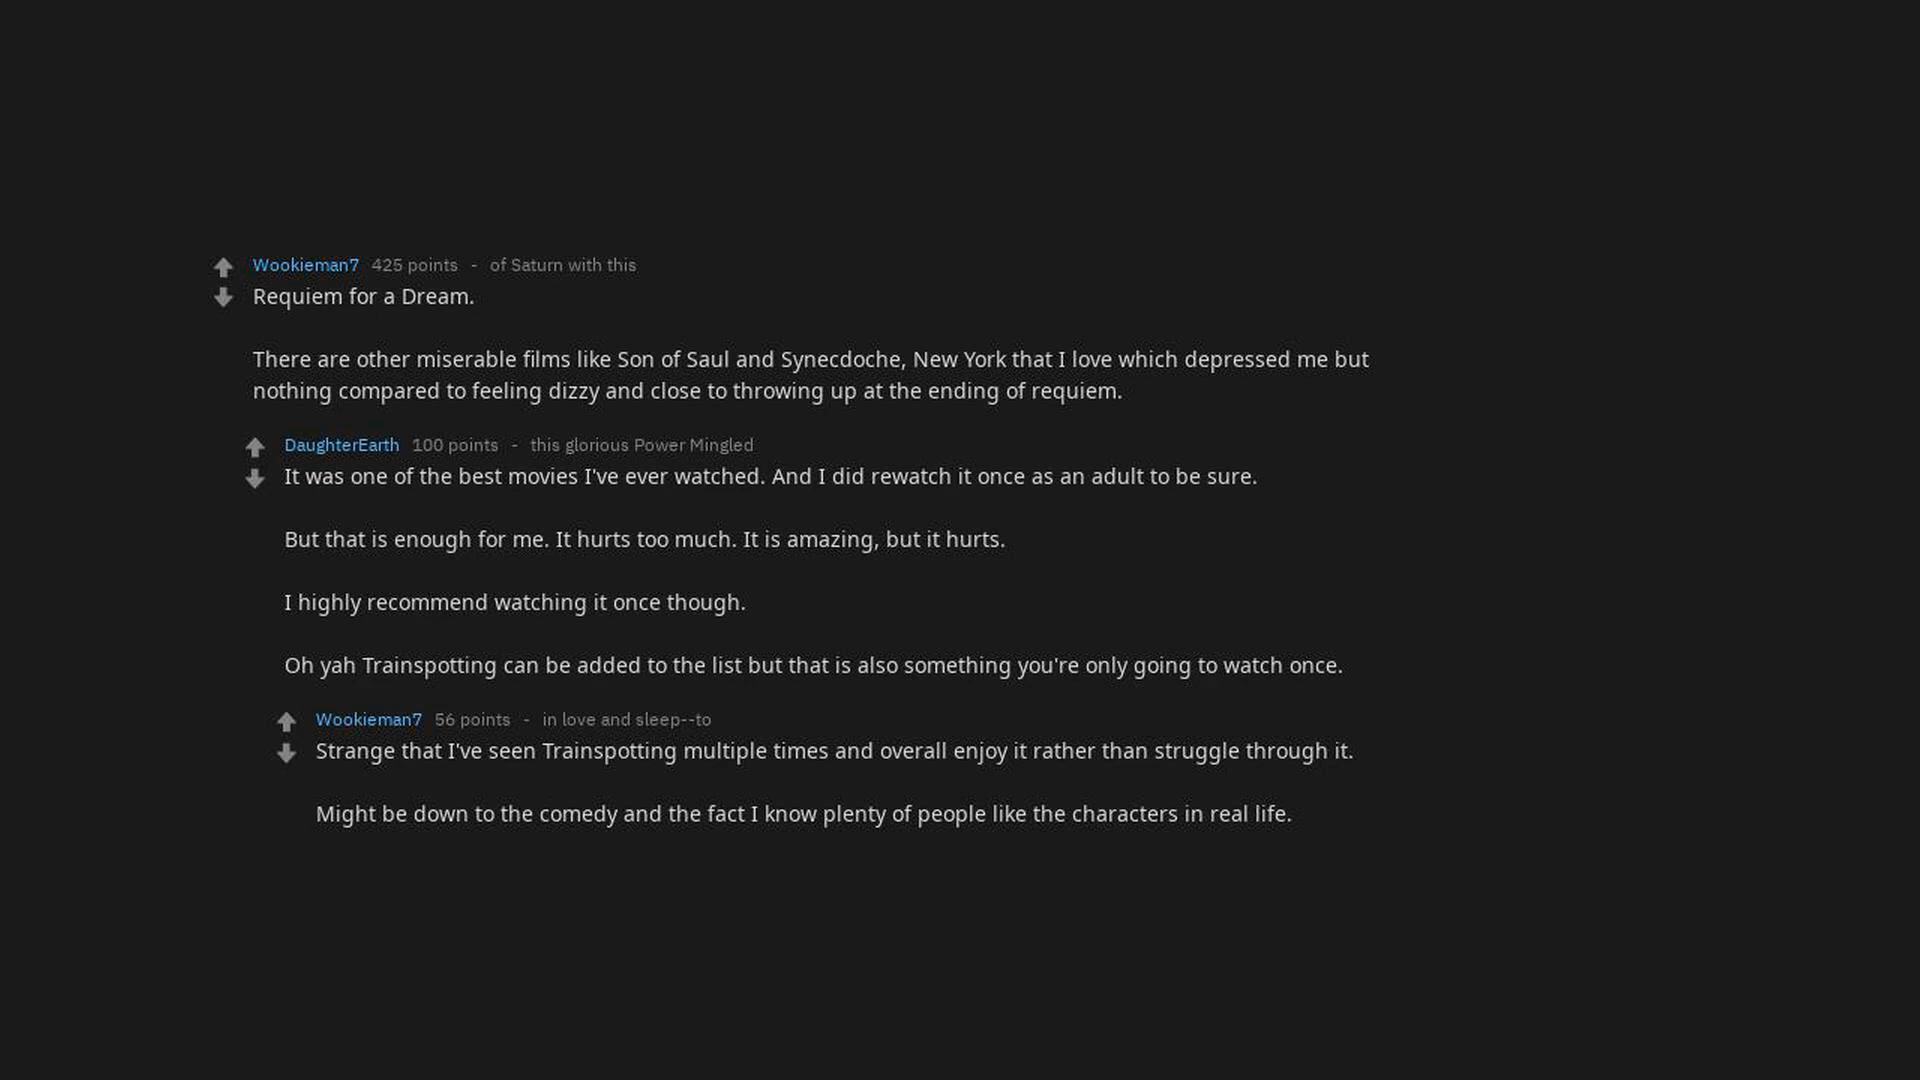 Wookieman7 425 points - of Saturn with this
Requiem for a Dream.
There are other miserable films like Son of Saul and Synecdoche, New York that I love which depressed me but
nothing compared to feeling dizzy and close to throwing up at the ending of requiem.
DaughterEarth 100 points - this glorious Power Mingled
It was one of the best movies I've ever watched. And I did rewatch it once as an adult to be sure.
But that is enough for me. It hurts too much. It is amazing, but it hurts.
I highly recommend watching it once though.
Oh yah Trainspotting can be added to the list but that is also something you're only going to watch once.
Wookieman7 56 points - in love and sleep--to
Strange that I've seen Trainspotting multiple times and overall enjoy it rather than struggle through it.
Might be down to the comedy and the fact I know plenty of people like the characters in real life.